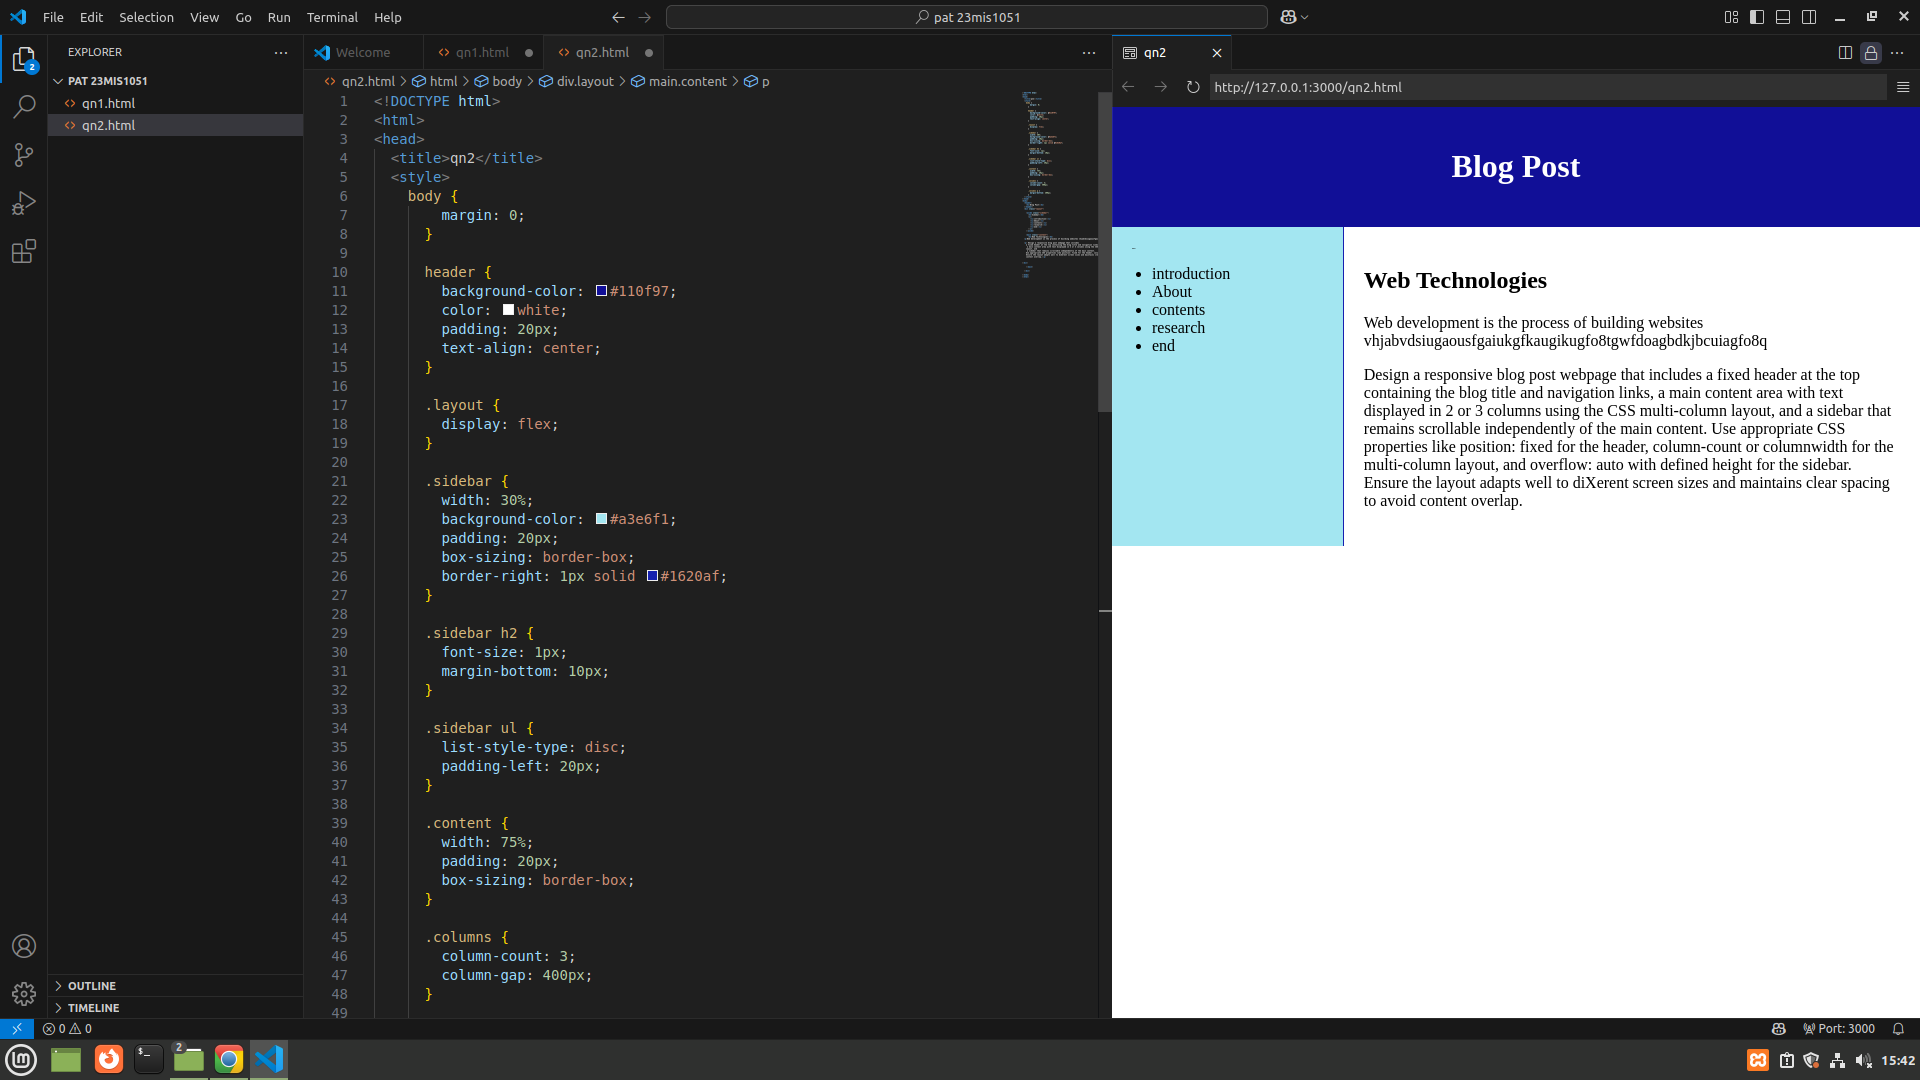 File Edit Selection View Go Run Terminal Help
pat 23mis1051
EXPLORER
PAT 23MIS1051
qn1.html
qn2.html
OUTLINE
TIMELINE
Welcome
qn1.html
qn2.html
qn2.html > html > body > div.layout > main.content > p
1 <!DOCTYPE html>
2 <html>
3 <head>
4 <title>qn2</title>
5 <style>
6 body {
7 margin: 0;
8 }
9
10 header {
11 background-color: #110f97;
12 color: white;
13 padding: 20px;
14 text-align: center;
15 }
16
17 .layout {
18 display: flex;
19 }
20
21 .sidebar {
22 width: 30%;
23 background-color: #a3e6f1;
24 padding: 20px;
25 box-sizing: border-box;
26 border-right: 1px solid #1620af;
27 }
28
29 .sidebar h2 {
30 font-size: 1px;
31 margin-bottom: 10px;
32 }
33
34 .sidebar ul {
35 list-style-type: disc;
36 padding-left: 20px;
37 }
38
39 .content {
40 width: 75%;
41 padding: 20px;
42 box-sizing: border-box;
43 }
44
45 .columns {
46 column-count: 3;
47 column-gap: 400px;
48 }
49
qn2
http://127.0.0.1:3000/qn2.html
Blog Post
introduction
About
contents
research
end
Web Technologies
Web development is the process of building websites
vhjabvdsiugaousfgaiukgfkaugikugfo8tgwfdoagbdkjbcuiagfo8q
Design a responsive blog post webpage that includes a fixed header at the top
containing the blog title and navigation links, a main content area with text
displayed in 2 or 3 columns using the CSS multi-column layout, and a sidebar that
remains scrollable independently of the main content. Use appropriate CSS
properties like position: fixed for the header, column-count or columnwidth for the
multi-column layout, and overflow: auto with defined height for the sidebar.
Ensure the layout adapts well to diXerent screen sizes and maintains clear spacing
to avoid content overlap.
0 0
Port: 3000
2
2
15:42